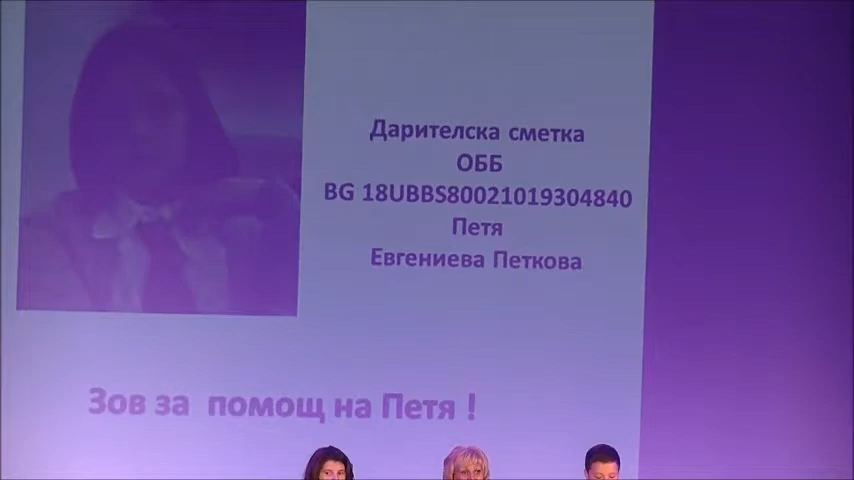 Дарителска сметка
ОББ
BG 18UBBS80021019304840
Петя
Евгениева Петкова
Зов за помощ на Петя !